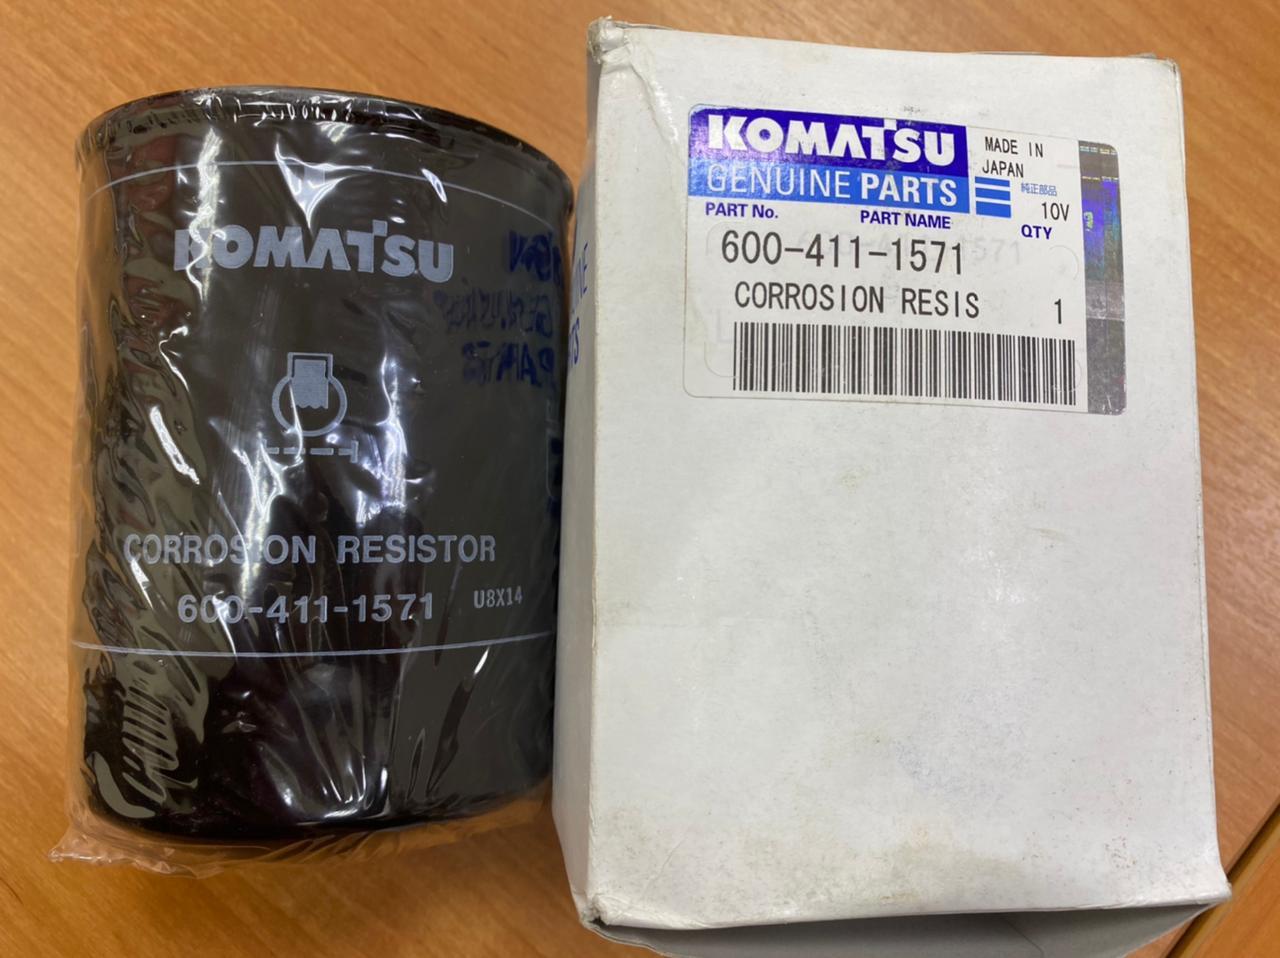 KOMATSU
CORROSION RESISTOR
600-411-1571
U8X14
KOMATSU
GENUINE PARTS
MADE IN
JAPAN
純正部品
10V
PART No.
PART NAME
QTY
600-411-1571
CORROSION RESIS
1